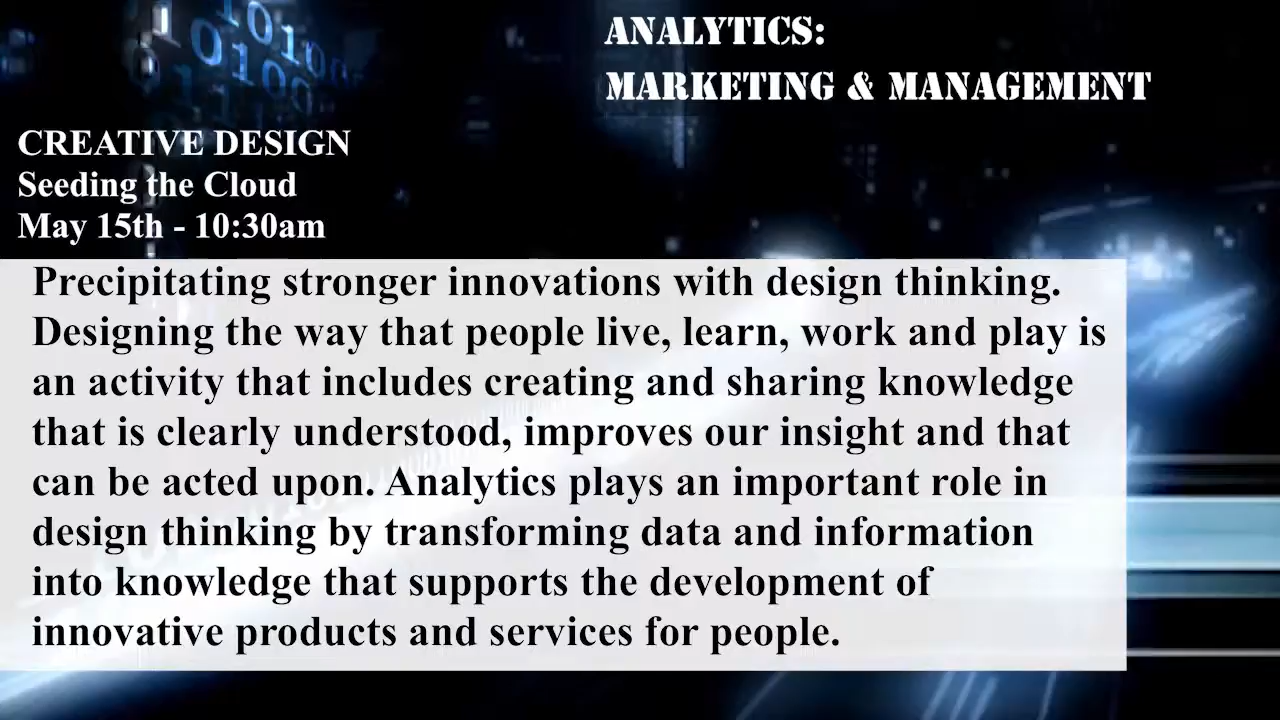 ANALYTICS:
MARKETING & MANAGEMENT
CREATIVE DESIGN
Seeding the Cloud
May 15th - 10:30am
Precipitating stronger innovations with design thinking.
Designing the way that people live, learn, work and play is
an activity that includes creating and sharing knowledge
that is clearly understood, improves our insight and that
can be acted upon. Analytics plays an important role in
design thinking by transforming data and information
into knowledge that supports the development of
innovative products and services for people.